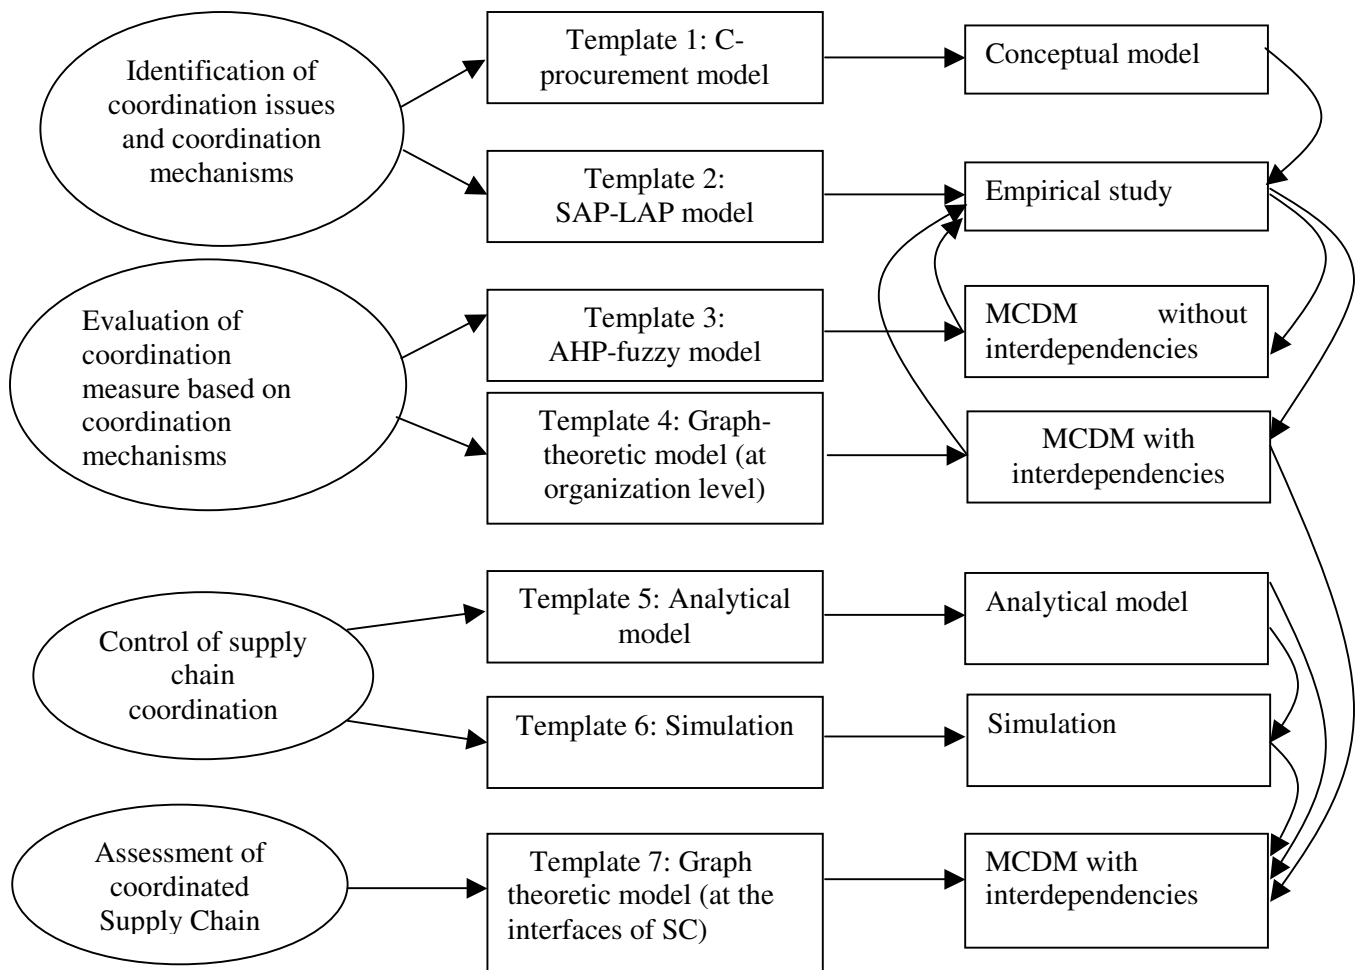 Identification of
coordination issues
and coordination
mechanisms
Template 1: C-
procurement model
Conceptual model
Template 2:
SAP-LAP model
Empirical study
Evaluation of
coordination
measure based on
coordination
mechanisms
Template 3:
AHP-fuzzy model
MCDM without
interdependencies
Template 4: Graph-
theoretic model (at
organization level)
MCDM with
interdependencies
Control of supply
chain
coordination
Template 5: Analytical
model
Analytical model
Template 6: Simulation
Simulation
Assessment of
coordinated
Supply Chain
Template 7: Graph
theoretic model (at the
interfaces of SC)
MCDM with
interdependencies